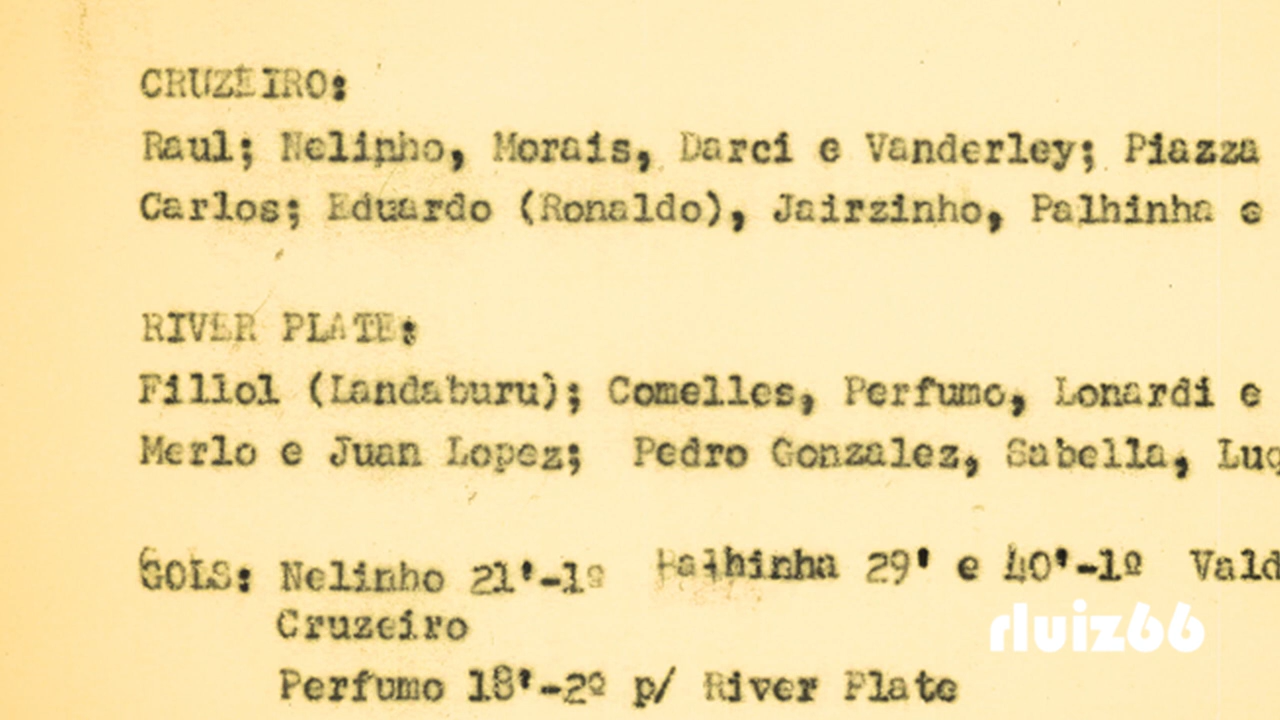 CRUZEIRO:
Raul; Nelinho, Morais, Darci e Vanderley; Piazza
Carlos; Eduardo (Ronaldo), Jairzinho, Palhinha e
RIVER PLATE:
Fillol (Landaburu); Comelles, Perfumo, Lonardi e
Merlo e Juan Lopez; Pedro Gonzalez, Sabella, Luq
GOLS: Nelinho 21'-1º Palhinha 29' e 40'-1º Vald
Cruzeiro
Perfumo 18'-2º p/ River Plate
rluiz66